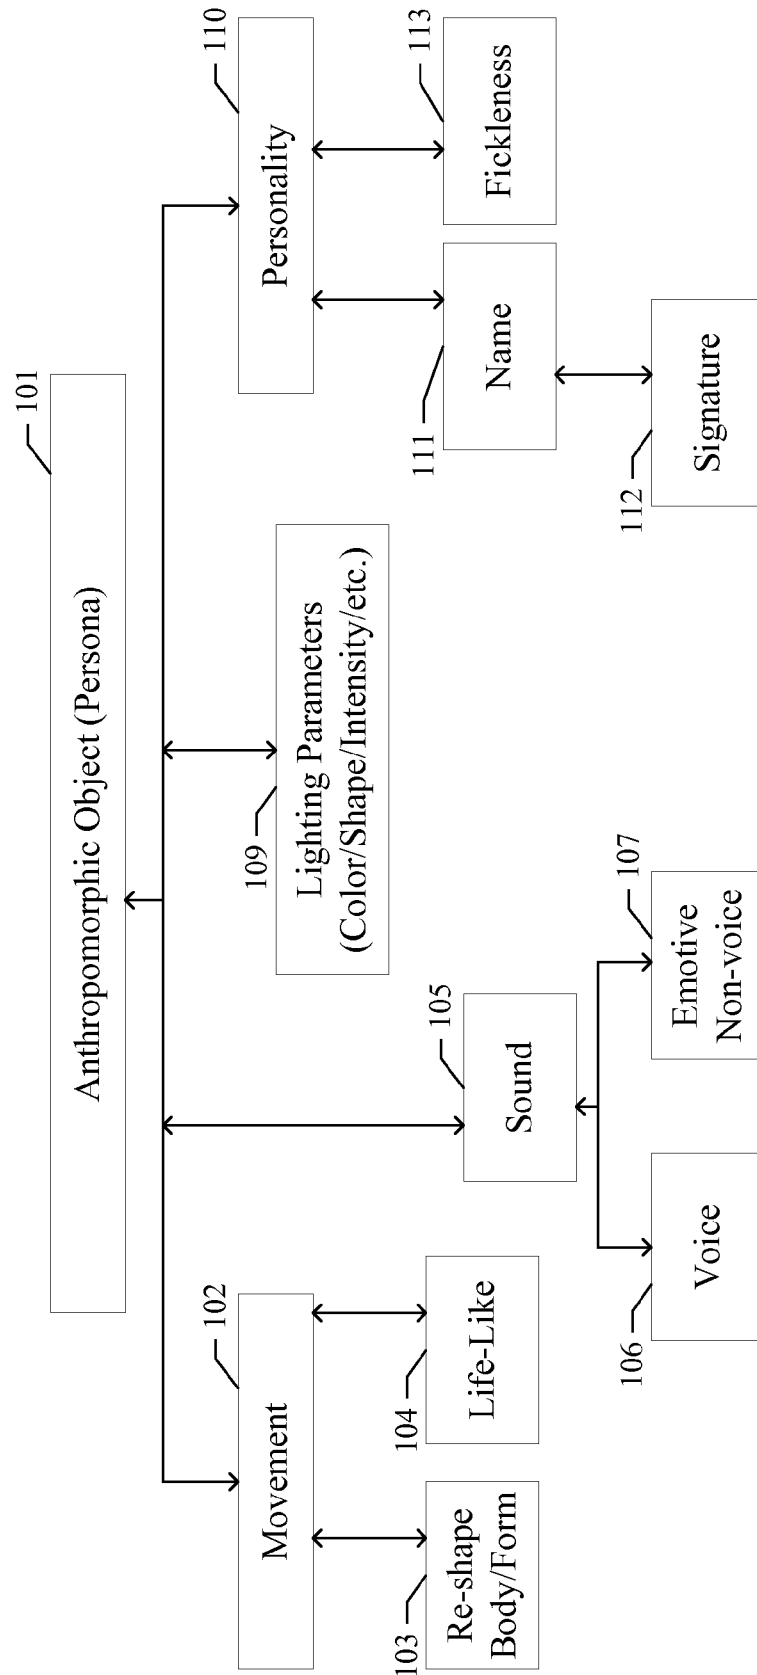 Anthropomorphic Object (Persona)
101
Movement
102
Re-shape
Body/Form
103
Life-Like
104
Sound
105
Voice
106
Emotive
Non-voice
107
Lighting Parameters
(Color/Shape/Intensity/etc.)
109
Personality
110
Name
111
Signature
112
Fickleness
113